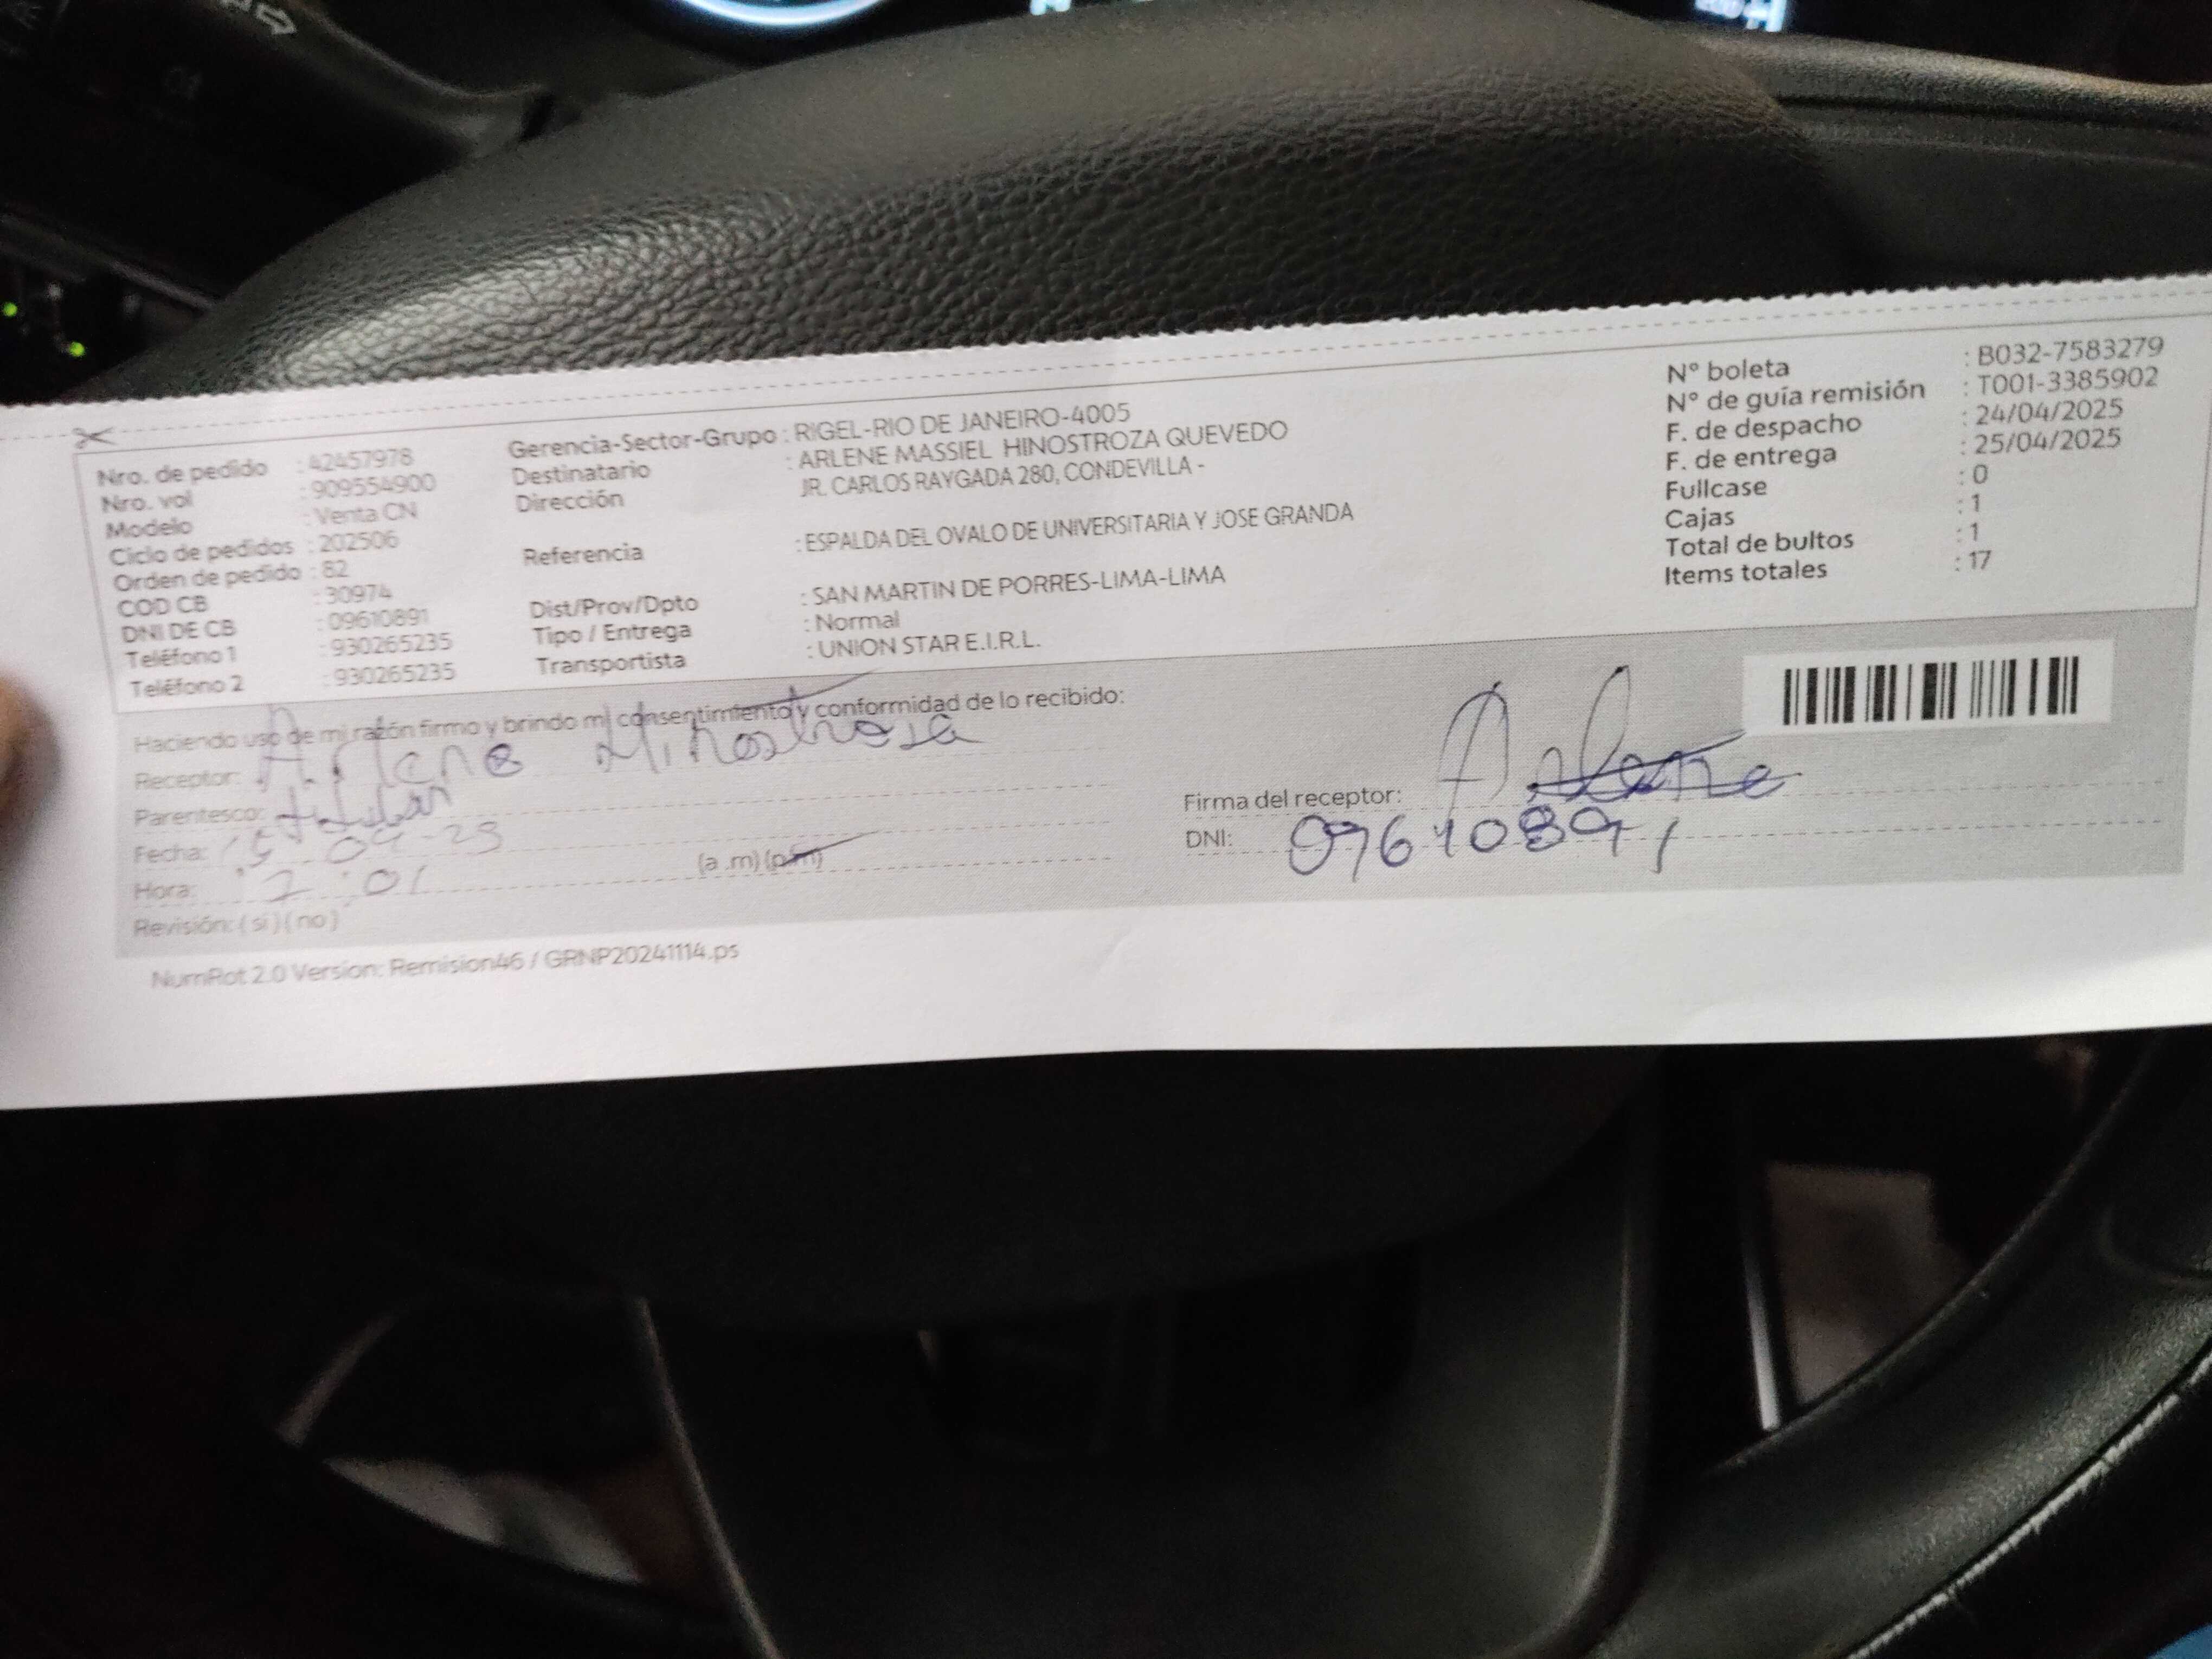 Nro. de pedido : 42457978
Nro. vol : 909554900
Modelo : Venta CN
Ciclo de pedidos : 202506
Orden de pedido : 82
COD CB : 30974
DNI DE CB : 09610891
Teléfono 1 : 930265235
Teléfono 2 : 930265235
Gerencia-Sector-Grupo : RIGEL-RIO DE JANEIRO-4005
Destinatario : ARLENE MASSIEL HINOSTROZA QUEVEDO
Dirección JR. CARLOS RAYGADA 280, CONDEVILLA -
Referencia : ESPALDA DEL OVALO DE UNIVERSITARIA Y JOSE GRANDA
Dist/Prov/Dpto : SAN MARTIN DE PORRES-LIMA-LIMA
Tipo / Entrega : Normal
Transportista : UNION STAR E.I.R.L.
N° boleta : B032-7583279
N° de guía remisión : T001-3385902
F. de despacho : 24/04/2025
F. de entrega : 25/04/2025
Fullcase : 0
Cajas : 1
Total de bultos : 1
Items totales : 17
Haciendo uso de mi razón firmo y brindo mi consentimiento y conformidad de lo recibido:
Receptor: Arlene Hinostroza
Parentesco: titular
Fecha:
Hora: 7:01 (a.m) (p.m)
Revisión: ( si ) ( no )
Firma del receptor: Arlene
DNI: 09610891
NumRot 2.0 Version: Remision46 / GRNP20241114.ps